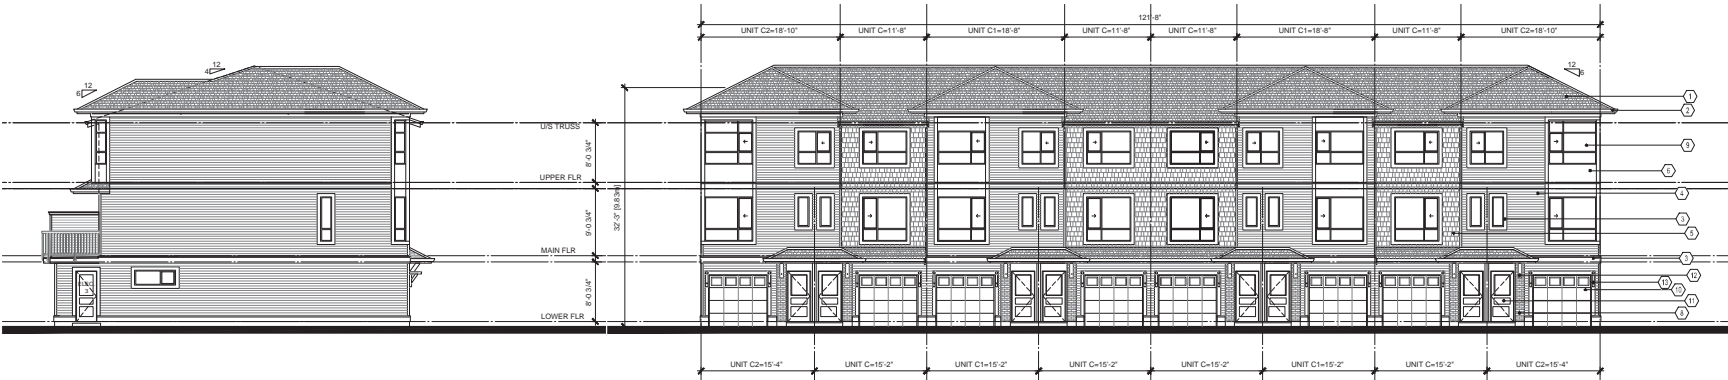 121'-8"
UNIT C2=18'-10"
UNIT C=11'-8"
UNIT C1=18'-8"
UNIT C=11'-8"
UNIT C=11'-8"
UNIT C1=18'-8"
UNIT C=11'-8"
UNIT C2=18'-10"
12
4
12
6
12
6
1
2
U/S TRUSS
8'-0 3/4"
9
6
UPPER FLR
4
32'-3" [9.83m]
9'-0 3/4"
3
5
MAIN FLR
3
12
ELEC.
3
8'-0 3/4"
13
10
11
8
LOWER FLR
UNIT C2=15'-4"
UNIT C=15'-2"
UNIT C1=15'-2"
UNIT C=15'-2"
UNIT C=15'-2"
UNIT C1=15'-2"
UNIT C=15'-2"
UNIT C2=15'-4"